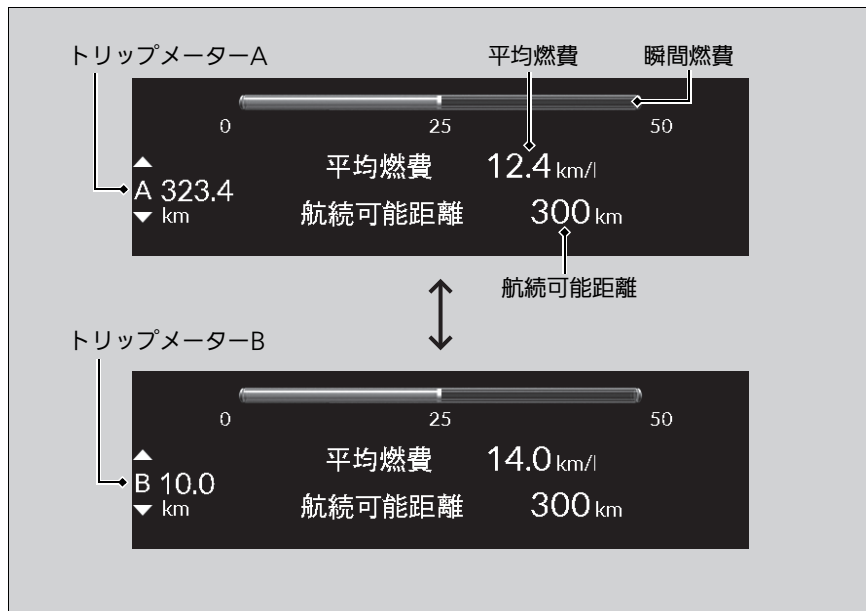 トリップメーターA
平均燃費
瞬間燃費
0 25 50
平均燃費 12.4 km/l
A 323.4
km
航続可能距離 300 km
航続可能距離
トリップメーターB
0 25 50
平均燃費 14.0 km/l
B 10.0
km
航続可能距離 300 km